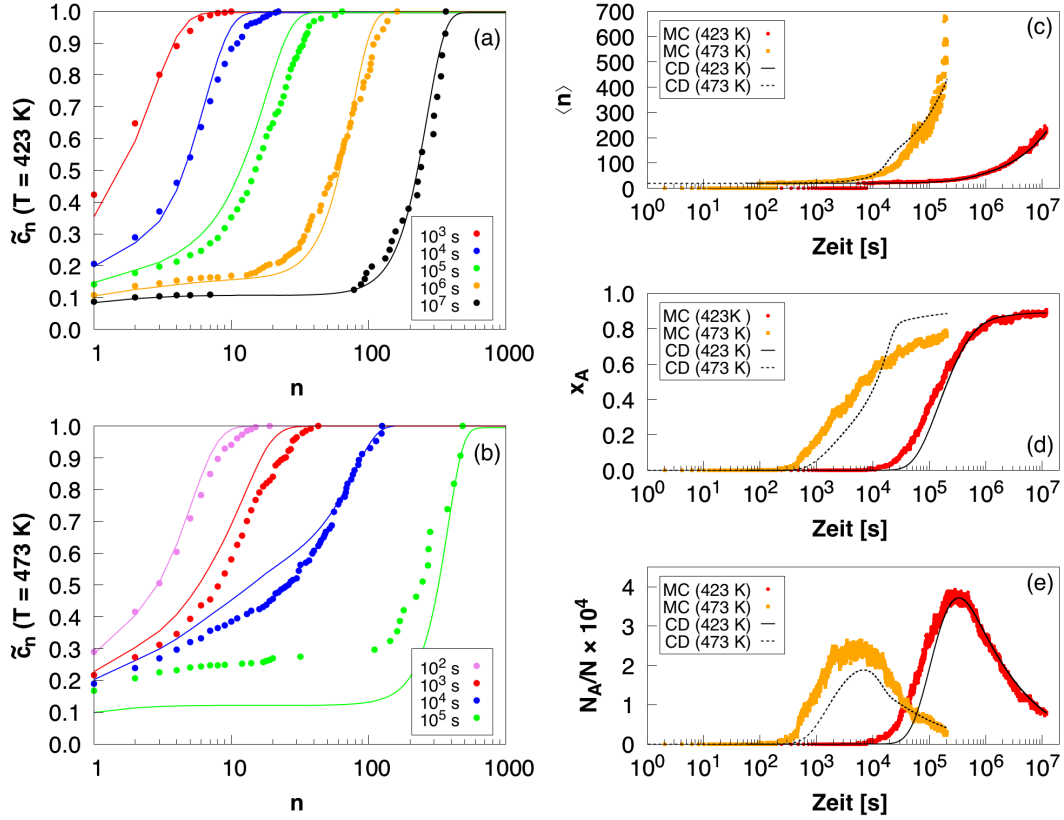 1.0
0.9
0.8
0.7
0.6
0.5
0.4
0.3
0.2
0.1
0.0
c̃ₙ (T = 423 K)
(a)
10³ s
10⁴ s
10⁵ s
10⁶ s
10⁷ s
1 10 100 1000
n
1.0
0.9
0.8
0.7
0.6
0.5
0.4
0.3
0.2
0.1
0.0
c̃ₙ (T = 473 K)
(b)
10² s
10³ s
10⁴ s
10⁵ s
1 10 100 1000
n
700
600
500
400
300
200
100
0
⟨n⟩
MC (423 K)
MC (473 K)
CD (423 K)
CD (473 K)
(c)
10⁰ 10¹ 10² 10³ 10⁴ 10⁵ 10⁶ 10⁷
Zeit [s]
0.8
0.6
0.4
0.2
0.0
x_A
MC (423K )
MC (473 K)
CD (423 K)
CD (473 K)
(d)
10⁰ 10¹ 10² 10³ 10⁴ 10⁵ 10⁶ 10⁷
Zeit [s]
4
3
2
1
0
N_A/N × 10⁴
MC (423 K)
MC (473 K)
CD (423 K)
CD (473 K)
(e)
10⁰ 10¹ 10² 10³ 10⁴ 10⁵ 10⁶ 10⁷
Zeit [s]